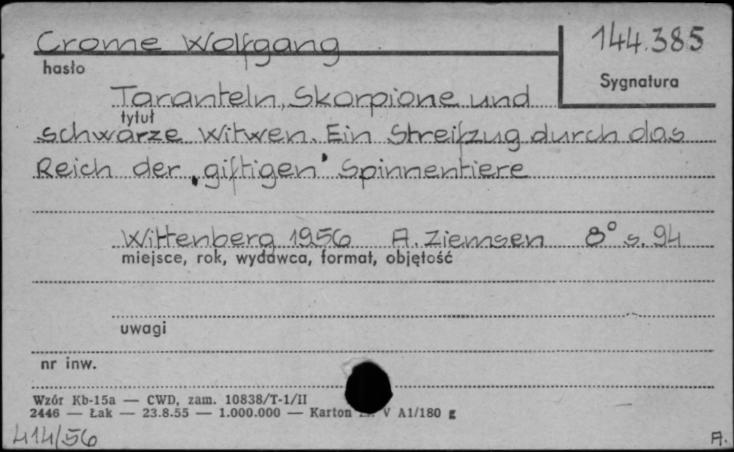 Crome Wolfgang
144.385
hasło
Sygnatura
Taranteln, Skorpione und
tytuł
schwarze Witwen. Ein Streifzug durch das
Reich der "giftigen" Spinnentiere
Wittenberg 1956 A. Ziemsen 8° s. 94
miejsce, rok, wydawca, format, objętość
uwagi
nr inw.
Wzór Kb-15a — CWD, zam. 10838/T-1/II
2446 — Łak — 23.8.55 — 1.000.000 — Karton V A1/180 g
414/56
A.